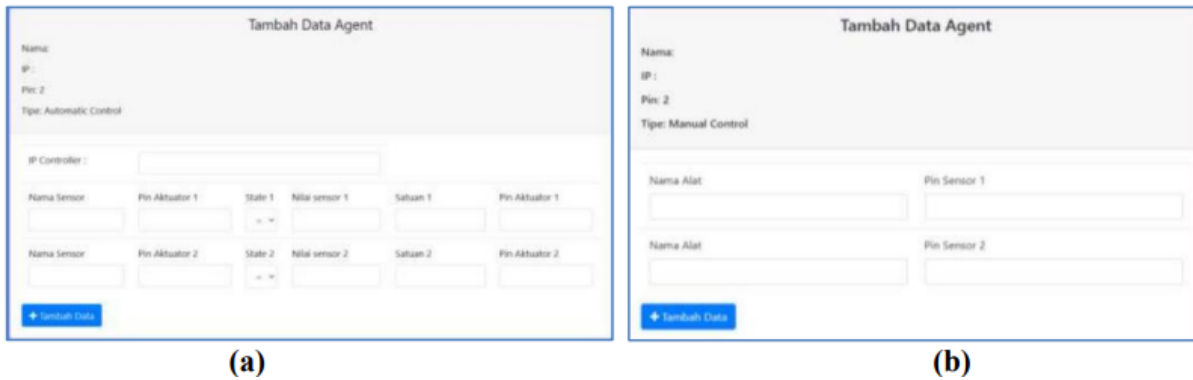 Tambah Data Agent
Nama:
IP :
Pin: 2
Tipe: Automatic Control
IP Controller :
Nama Sensor Pin Aktuator 1 State 1 Nilai sensor 1 Satuan 1 Pin Aktuator 1
Nama Sensor Pin Aktuator 2 State 2 Nilai sensor 2 Satuan 2 Pin Aktuator 2
+ Tambah Data
(a)
Tambah Data Agent
Nama:
IP :
Pin: 2
Tipe: Manual Control
Nama Alat Pin Sensor 1
Nama Alat Pin Sensor 2
+ Tambah Data
(b)